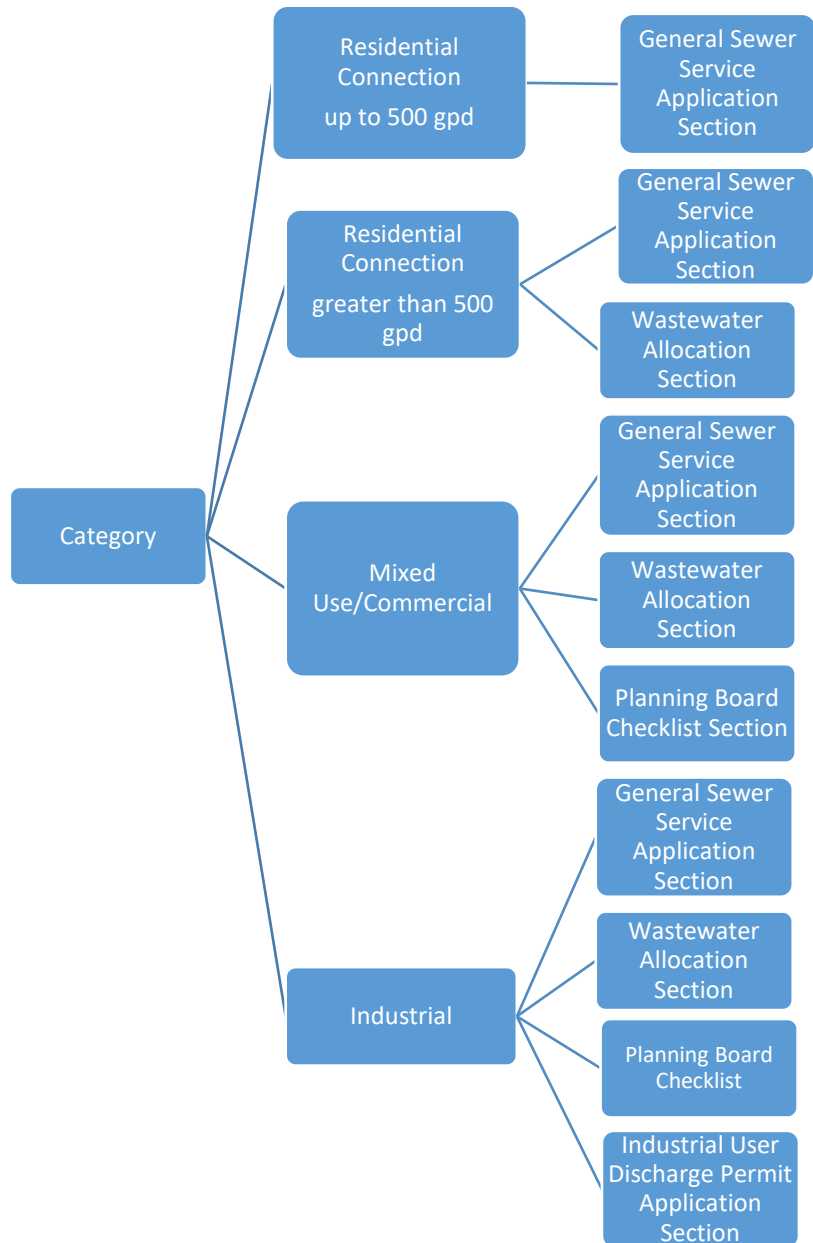 Residential
Connection
up to 500 gpd
General Sewer
Service
Application
Section
Residential
Connection
greater than 500
gpd
General Sewer
Service
Application
Section
Wastewater
Allocation
Section
Category
Mixed
Use/Commercial
General Sewer
Service
Application
Section
Wastewater
Allocation
Section
Planning Board
Checklist Section
Industrial
General Sewer
Service
Application
Section
Wastewater
Allocation
Section
Planning Board
Checklist
Industrial User
Discharge Permit
Application
Section